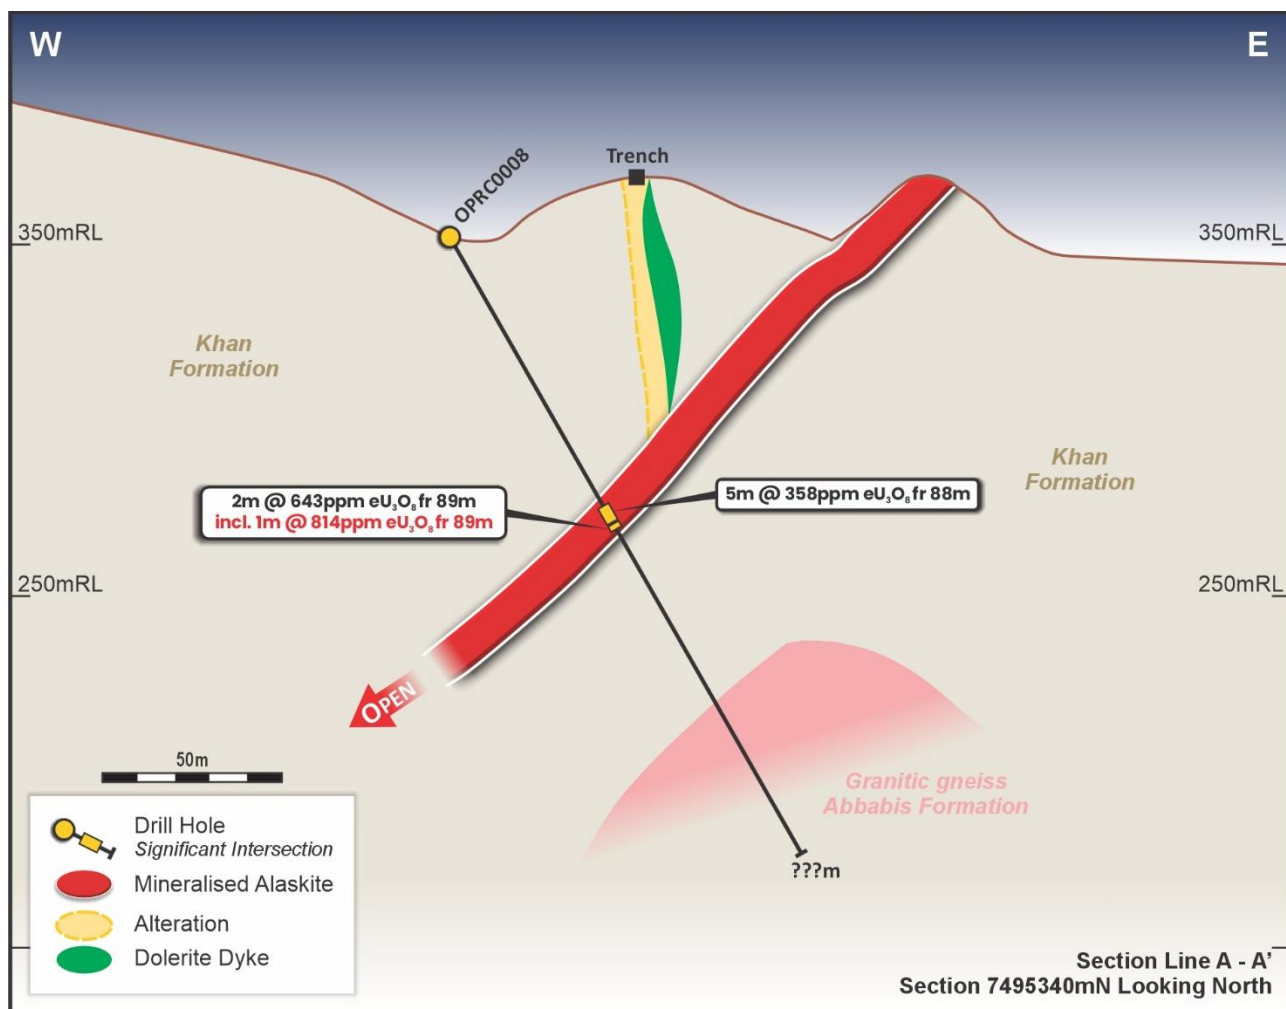 W
E
OPRC0008
Trench
350mRL
350mRL
Khan
Formation
Khan
Formation
2m @ 643ppm eU₃O₈ fr 89m
incl. 1m @ 814ppm eU₃O₈ fr 89m
5m @ 358ppm eU₃O₈ fr 88m
250mRL
250mRL
OPEN
50m
Granitic gneiss
Abbabis Formation
???m
Drill Hole
Significant Intersection
Mineralised Alaskite
Alteration
Dolerite Dyke
Section Line A - A'
Section 7495340mN Looking North